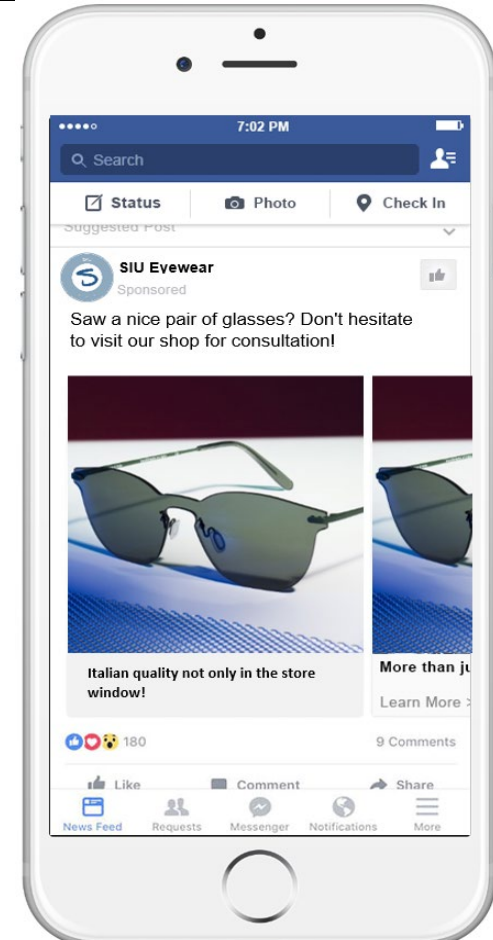 7:02 PM
Search
Status Photo Check In
Suggested Post
SIU Eyewear
Sponsored
Saw a nice pair of glasses? Don't hesitate
to visit our shop for consultation!
Italian quality not only in the store
window!
More than ju
Learn More >
180 9 Comments
Like Comment Share
News Feed Requests Messenger Notifications More